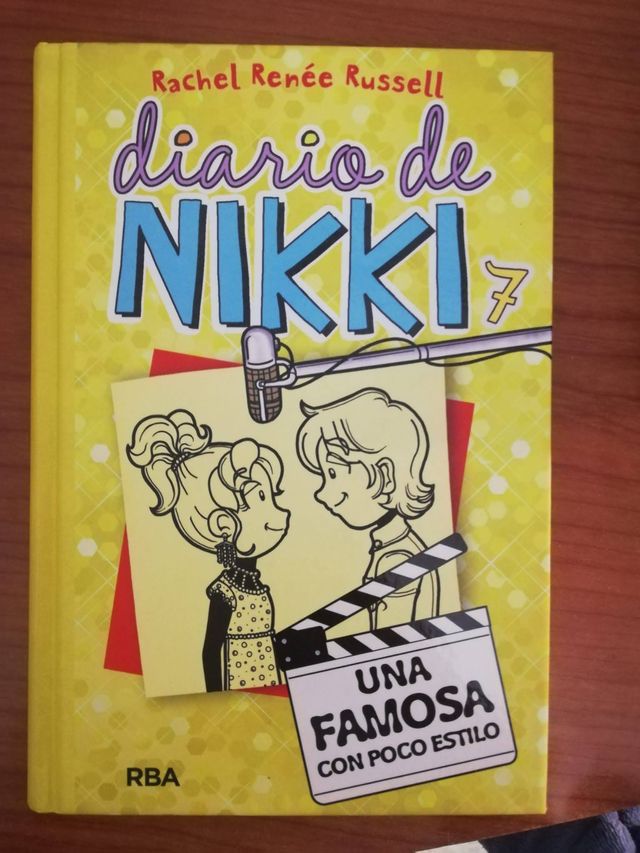 Rachel Renée Russell
diario de
NIKKI 7
UNA
FAMOSA
CON POCO ESTILO
RBA